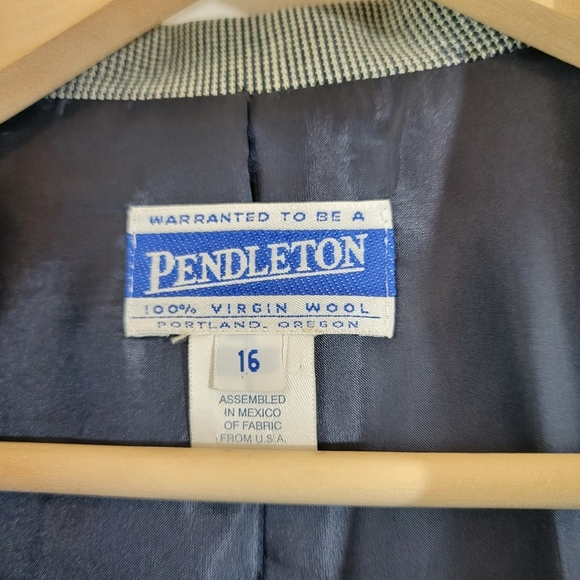 WARRANTED TO BE A
PENDLETON
100% VIRGIN WOOL
PORTLAND, OREGON
16
ASSEMBLED
IN MEXICO
OF FABRIC
FROM U.S.A.